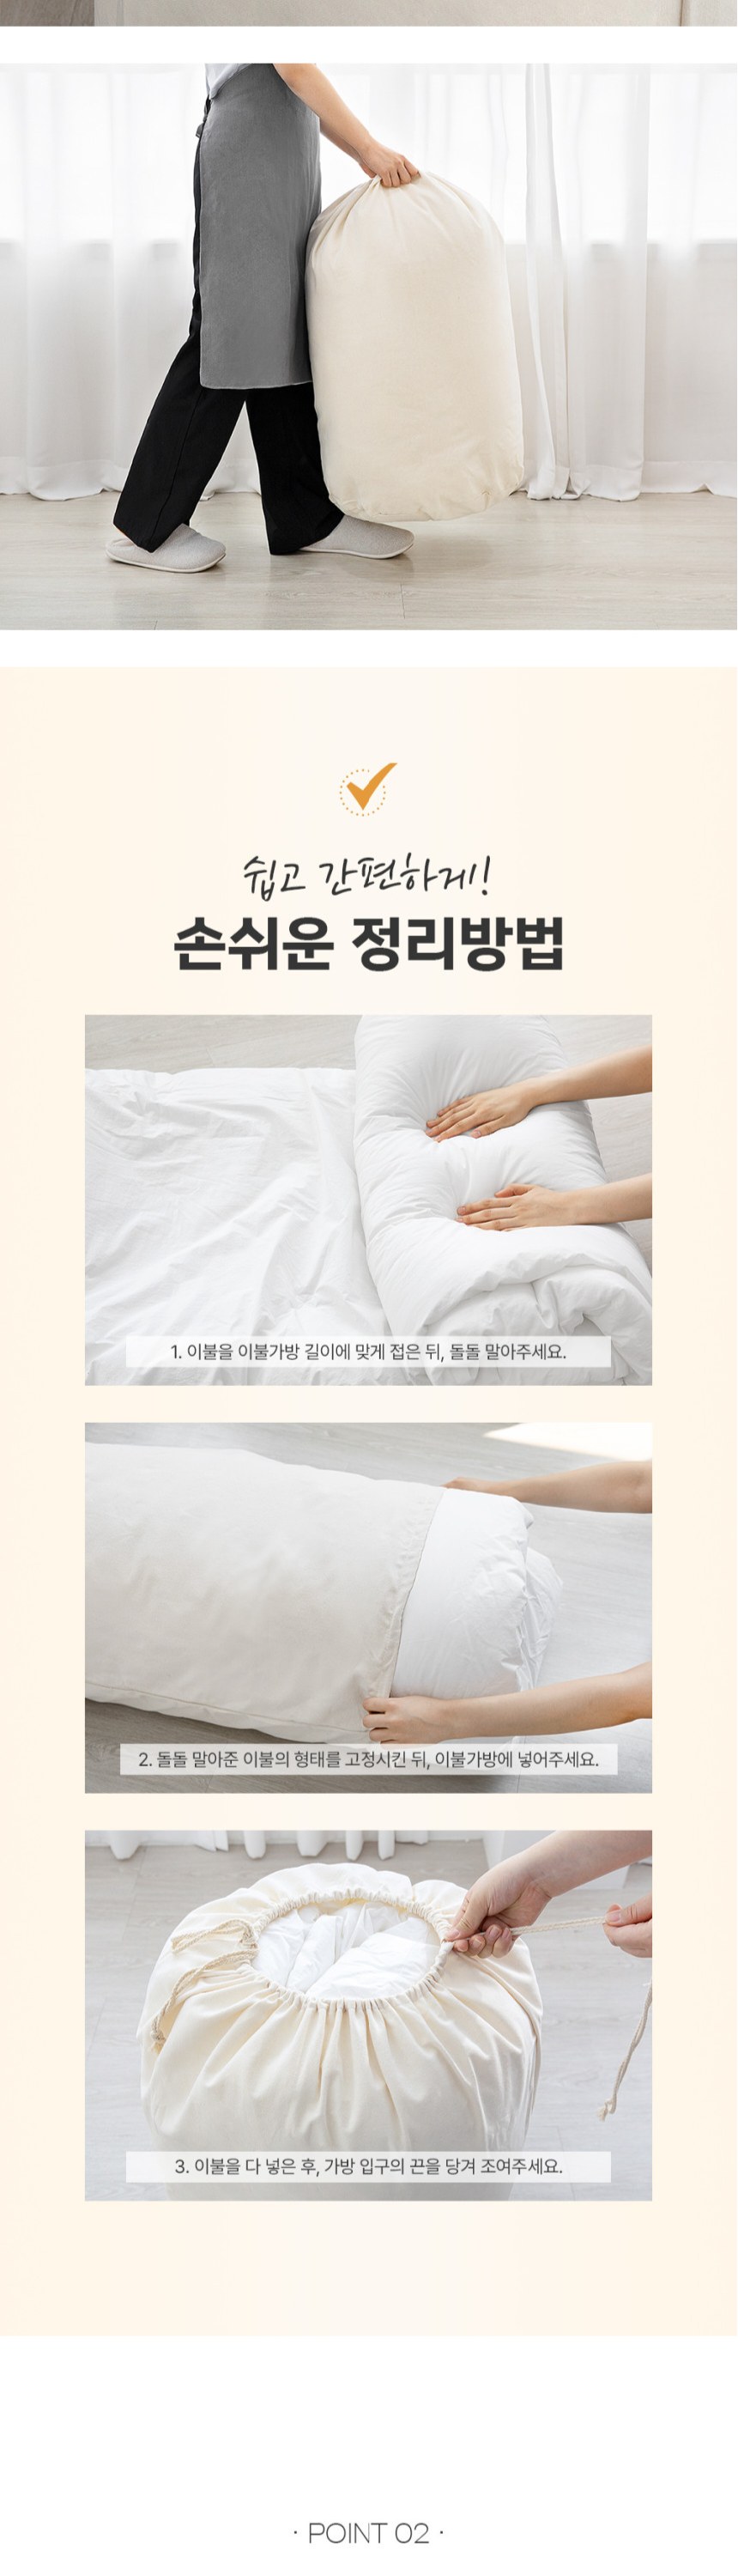 쉽고 간편하게!
손쉬운 정리방법
1. 이불을 이불가방 길이에 맞게 접은 뒤, 돌돌 말아주세요.
2. 돌돌 말아준 이불의 형태를 고정시킨 뒤, 이불가방에 넣어주세요.
3. 이불을 다 넣은 후, 가방 입구의 끈을 당겨 조여주세요.
· POINT 02 ·